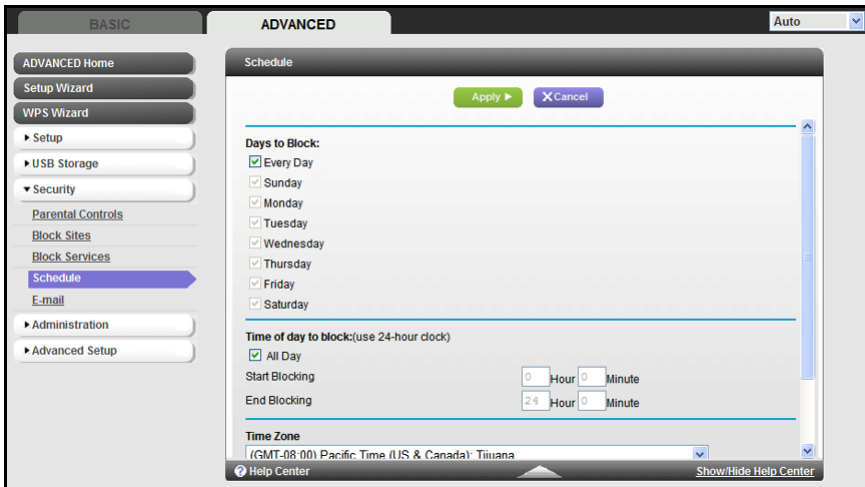 BASIC
ADVANCED
Auto
ADVANCED Home
Setup Wizard
WPS Wizard
Setup
USB Storage
Security
Parental Controls
Block Sites
Block Services
Schedule
E-mail
Administration
Advanced Setup
Schedule
Apply
Cancel
Days to Block:
Every Day
Sunday
Monday
Tuesday
Wednesday
Thursday
Friday
Saturday
Time of day to block:(use 24-hour clock)
All Day
Start Blocking 0 Hour 0 Minute
End Blocking 24 Hour 0 Minute
Time Zone
(GMT-08:00) Pacific Time (US & Canada); Tijuana
Help Center
Show/Hide Help Center